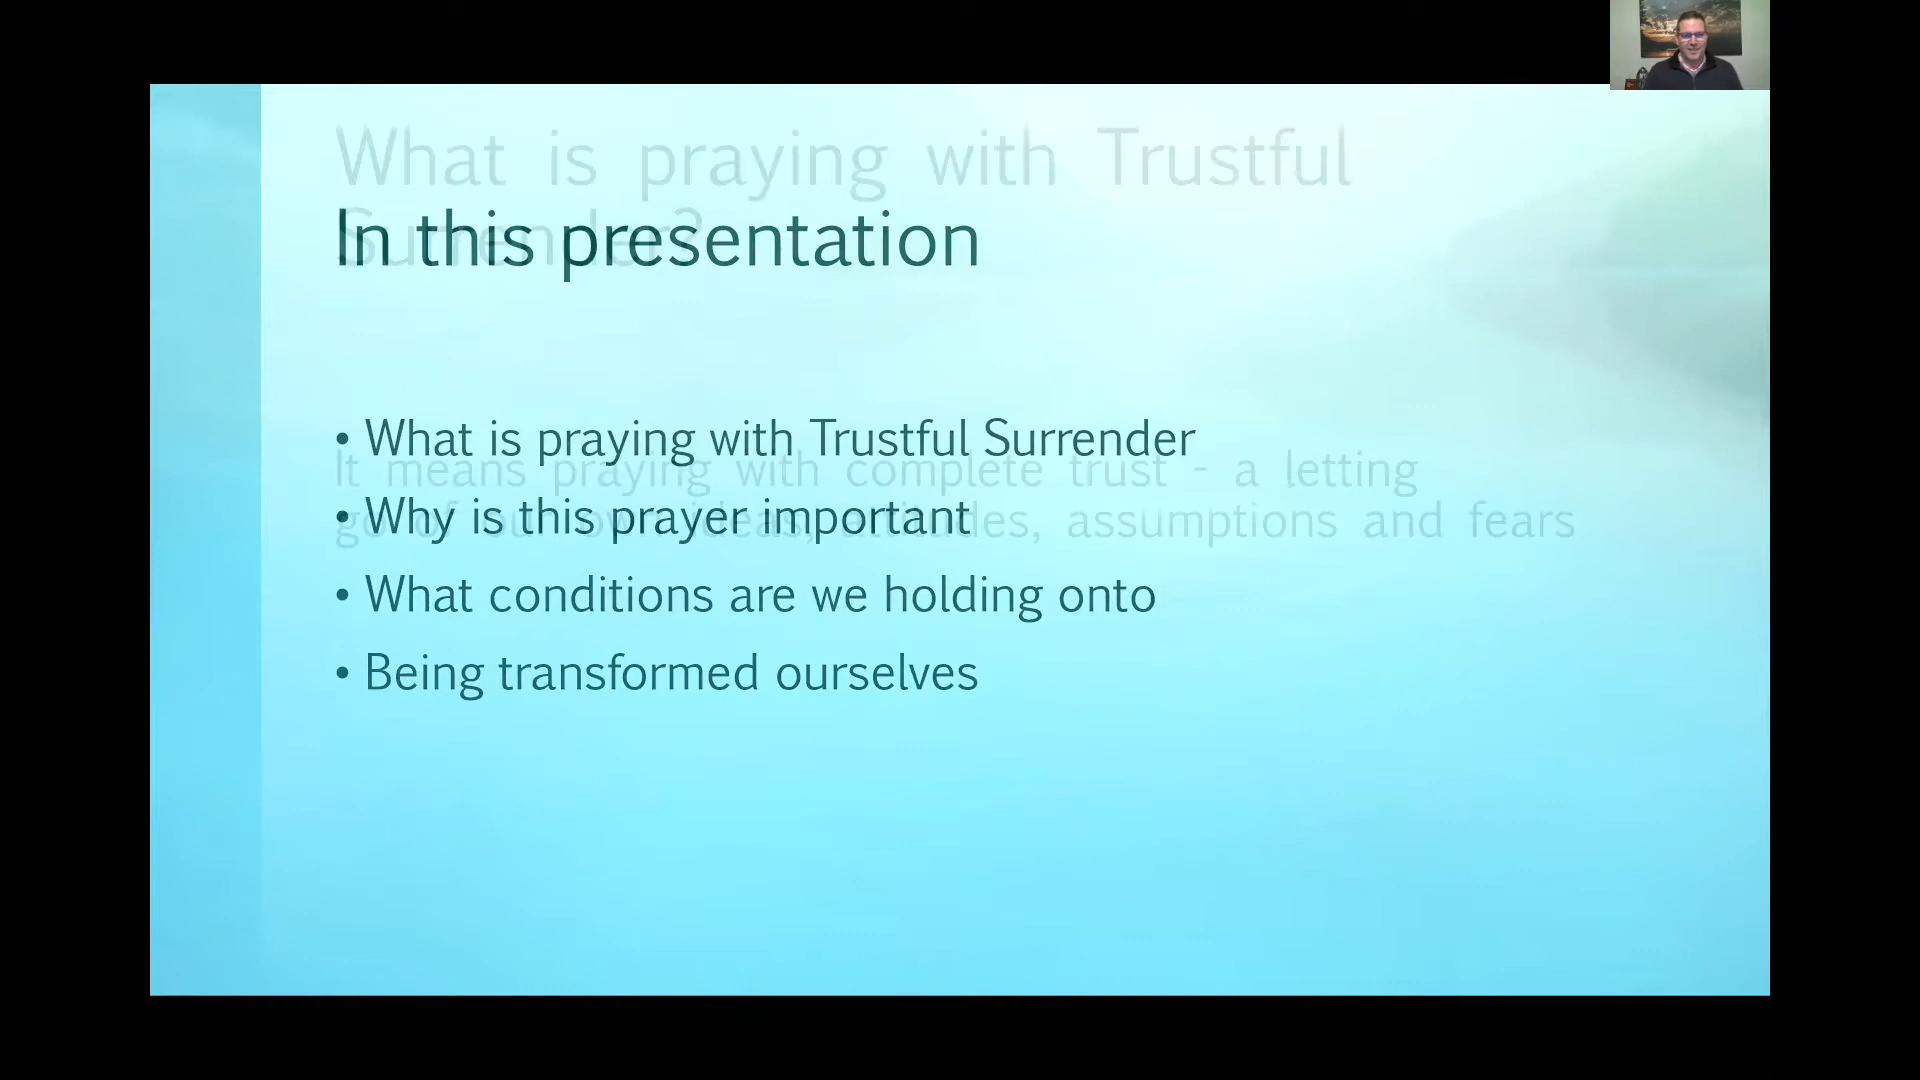 What is praying with Trustful
Surrender?
In this presentation
• What is praying with Trustful Surrender
It means praying with complete trust - a letting
• Why is this prayer important
go of our own ideas, attitudes, assumptions and fears
• What conditions are we holding onto
• Being transformed ourselves